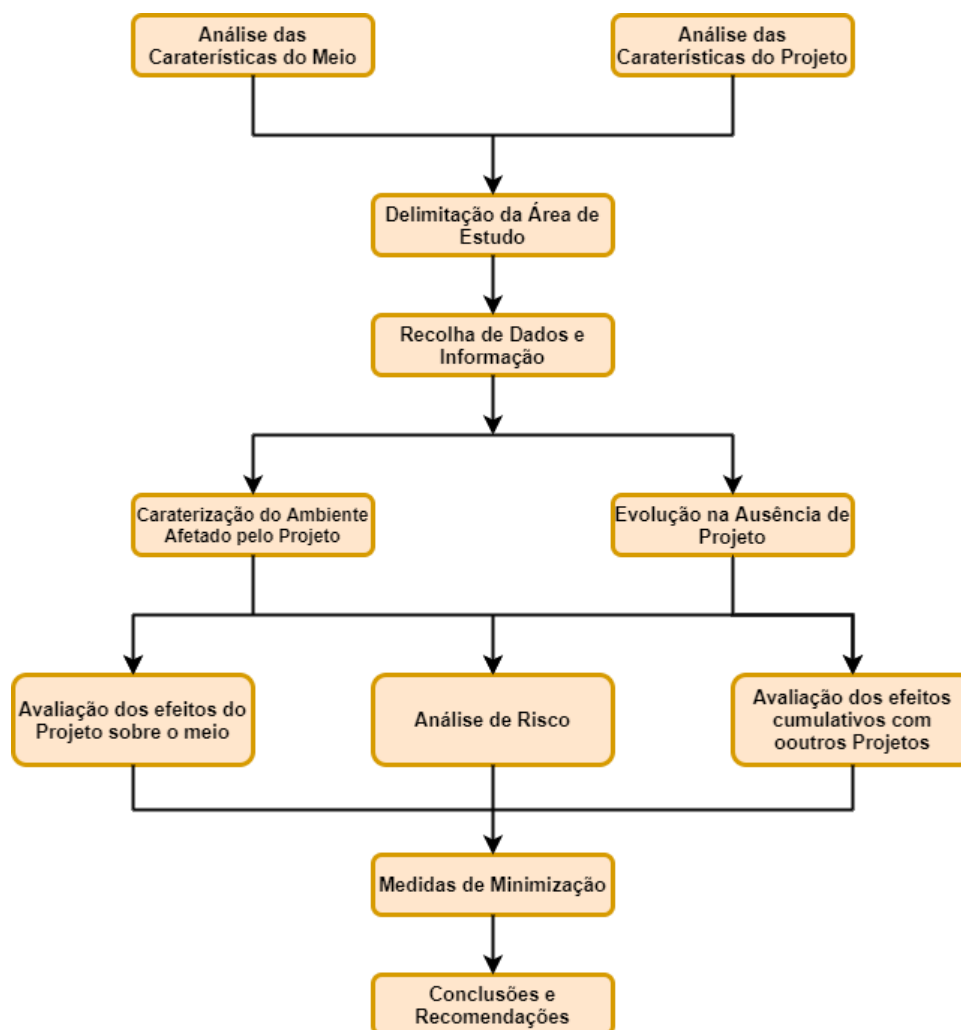 Análise das
Caraterísticas do Meio
Análise das
Caraterísticas do Projeto
Delimitação da Área de
Estudo
Recolha de Dados e
Informação
Caraterização do Ambiente
Afetado pelo Projeto
Evolução na Ausência de
Projeto
Avaliação dos efeitos do
Projeto sobre o meio
Análise de Risco
Avaliação dos efeitos
cumulativos com
ooutros Projetos
Medidas de Minimização
Conclusões e
Recomendações